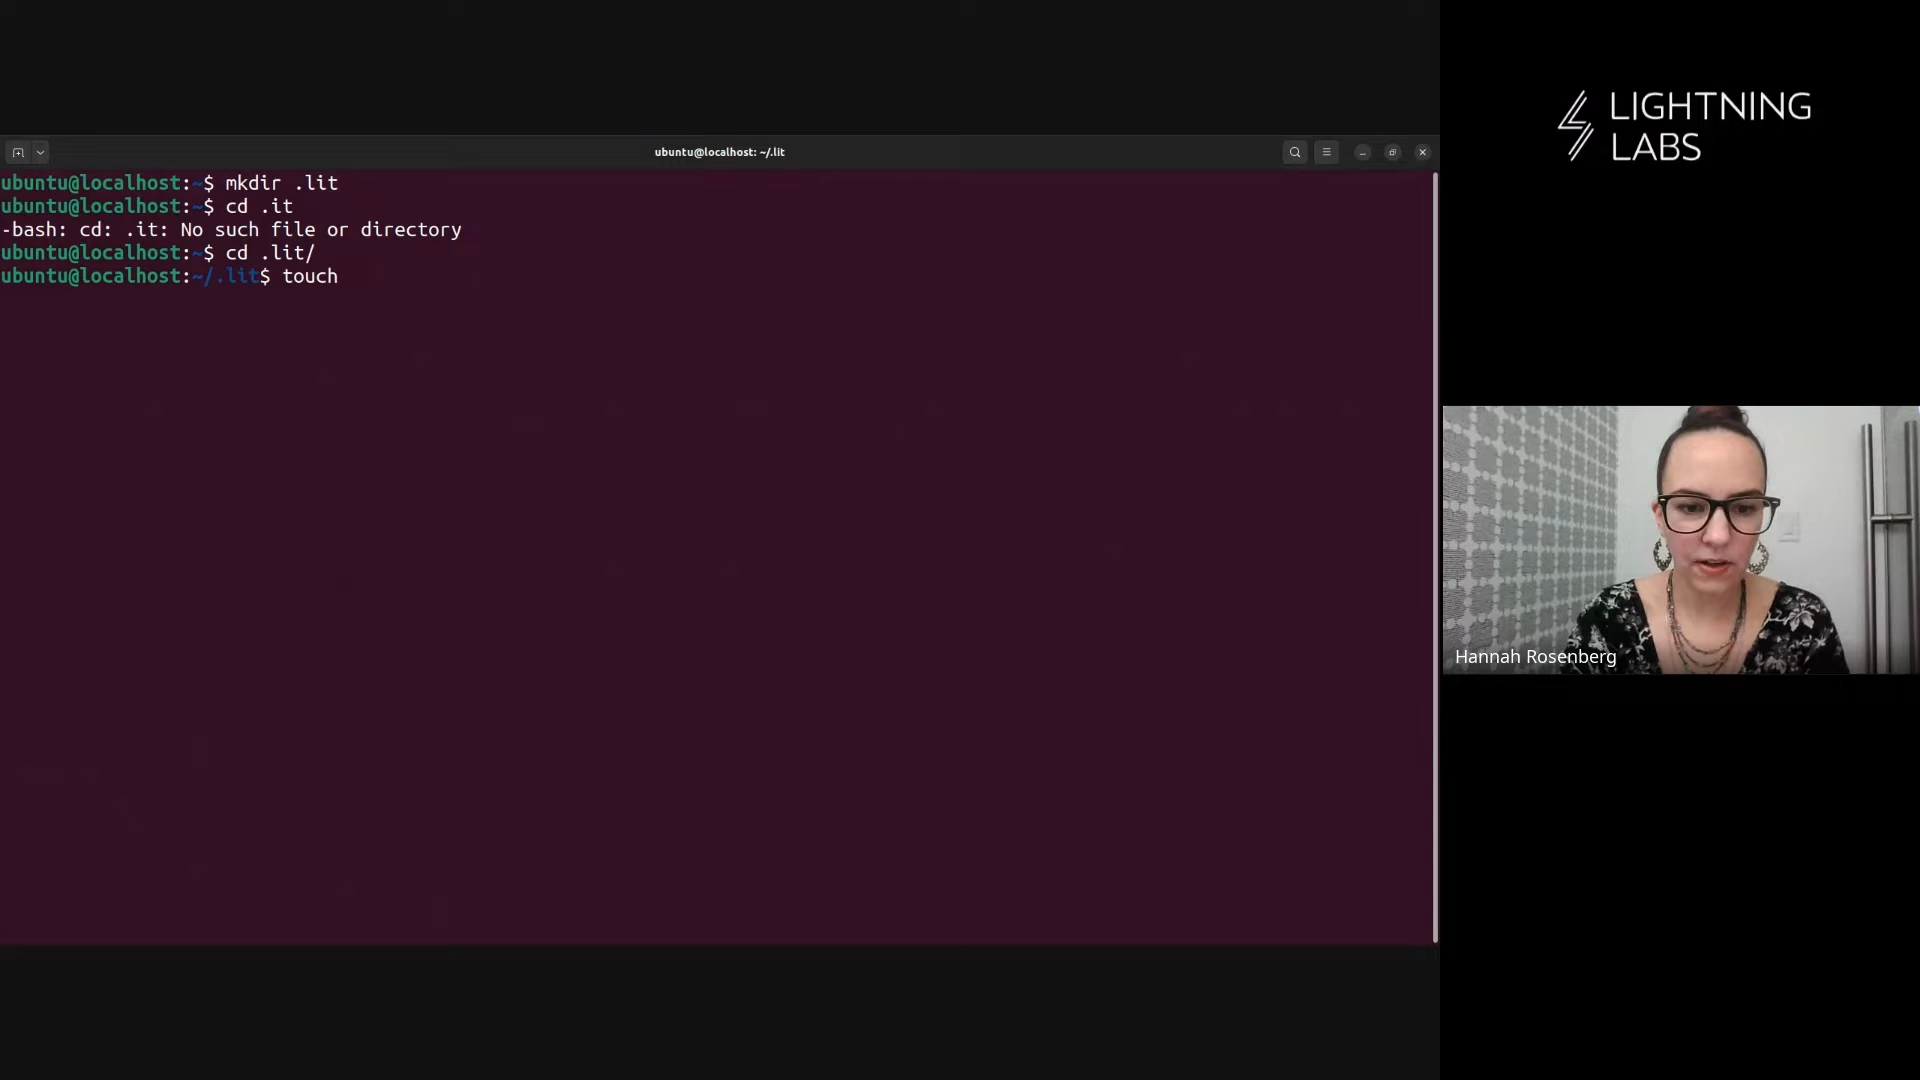 ubuntu@localhost: ~/.lit
ubuntu@localhost:~$ mkdir .lit
ubuntu@localhost:~$ cd .it
-bash: cd: .it: No such file or directory
ubuntu@localhost:~$ cd .lit/
ubuntu@localhost:~/.lit$ touch
LIGHTNING
LABS
Hannah Rosenberg